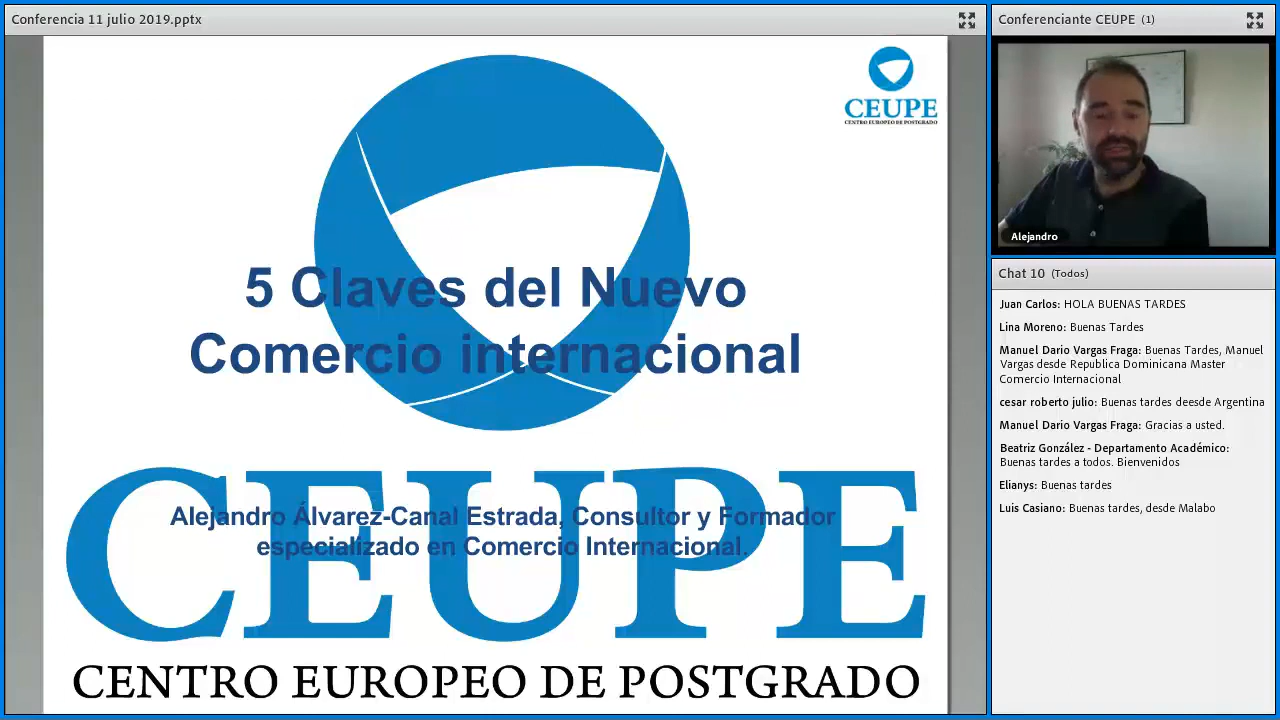 Conferencia 11 julio 2019.pptx
CEUPE
CENTRO EUROPEO DE POSTGRADO
5 Claves del Nuevo
Comercio internacional
CEUPE
Alejandro Álvarez-Canal Estrada, Consultor y Formador
especializado en Comercio Internacional.
CENTRO EUROPEO DE POSTGRADO
Conferenciante CEUPE (1)
Alejandro
Chat 10 (Todos)
Juan Carlos: HOLA BUENAS TARDES
Lina Moreno: Buenas Tardes
Manuel Dario Vargas Fraga: Buenas Tardes, Manuel
Vargas desde Republica Dominicana Master
Comercio Internacional
cesar roberto julio: Buenas tardes deesde Argentina
Manuel Dario Vargas Fraga: Gracias a usted.
Beatriz González - Departamento Académico:
Buenas tardes a todos. Bienvenidos
Elianys: Buenas tardes
Luis Casiano: Buenas tardes, desde Malabo